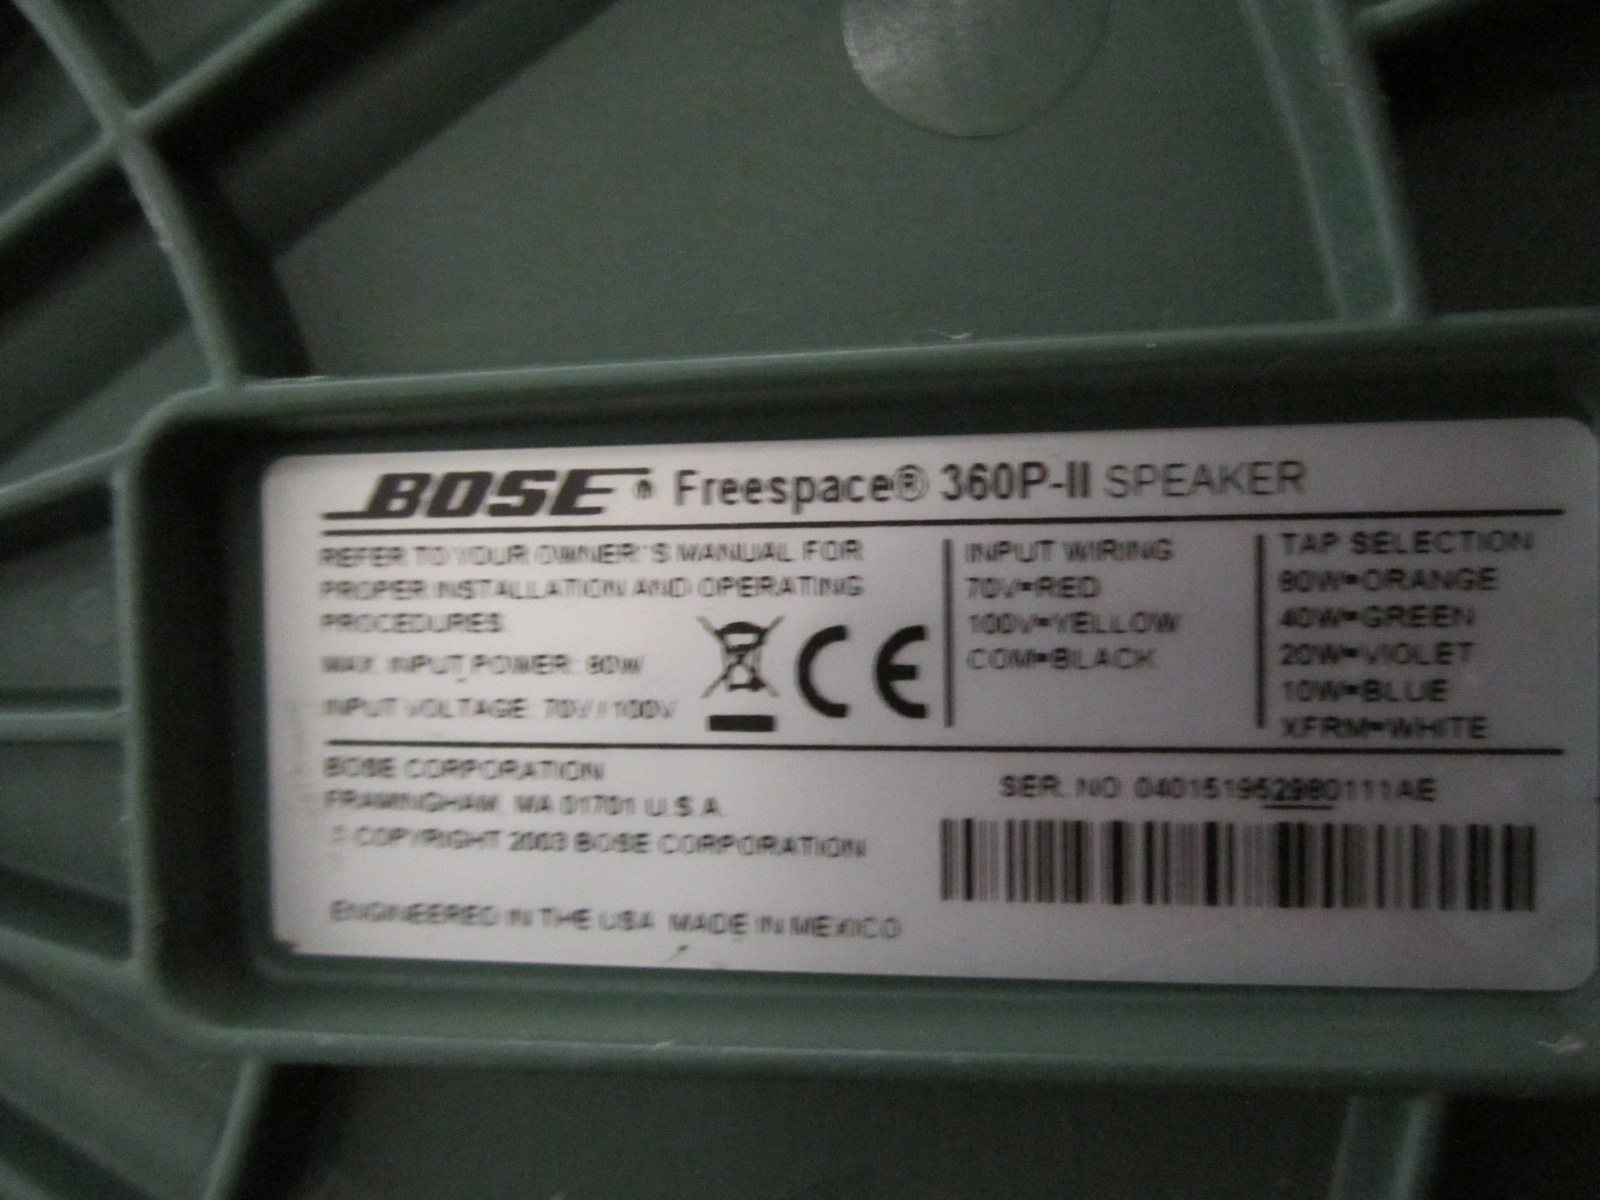 BOSE® Freespace® 360P-II SPEAKER
REFER TO YOUR OWNER'S MANUAL FOR
PROPER INSTALLATION AND OPERATING
PROCEDURES
MAX. INPUT POWER: 80W
INPUT VOLTAGE: 70V/100V
CE
INPUT WIRING
70V=RED
100V=YELLOW
COM=BLACK
TAP SELECTION
80W=ORANGE
40W=GREEN
20W=VIOLET
10W=BLUE
XFRM=WHITE
BOSE CORPORATION
FRAMINGHAM, MA 01701 U.S.A.
© COPYRIGHT 2003 BOSE CORPORATION
ENGINEERED IN THE USA MADE IN MEXICO
SER. NO 040151952980111AE